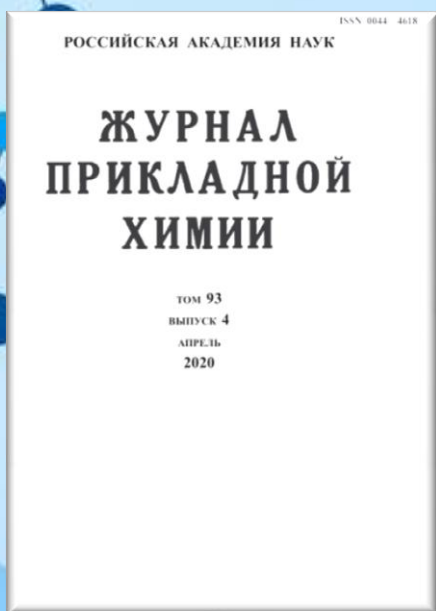 ISSN 0044 4618
РОССИЙСКАЯ АКАДЕМИЯ НАУК
ЖУРНАЛ
ПРИКЛАДНОЙ
ХИМИИ
ТОМ 93
ВЫПУСК 4
АПРЕЛЬ
2020